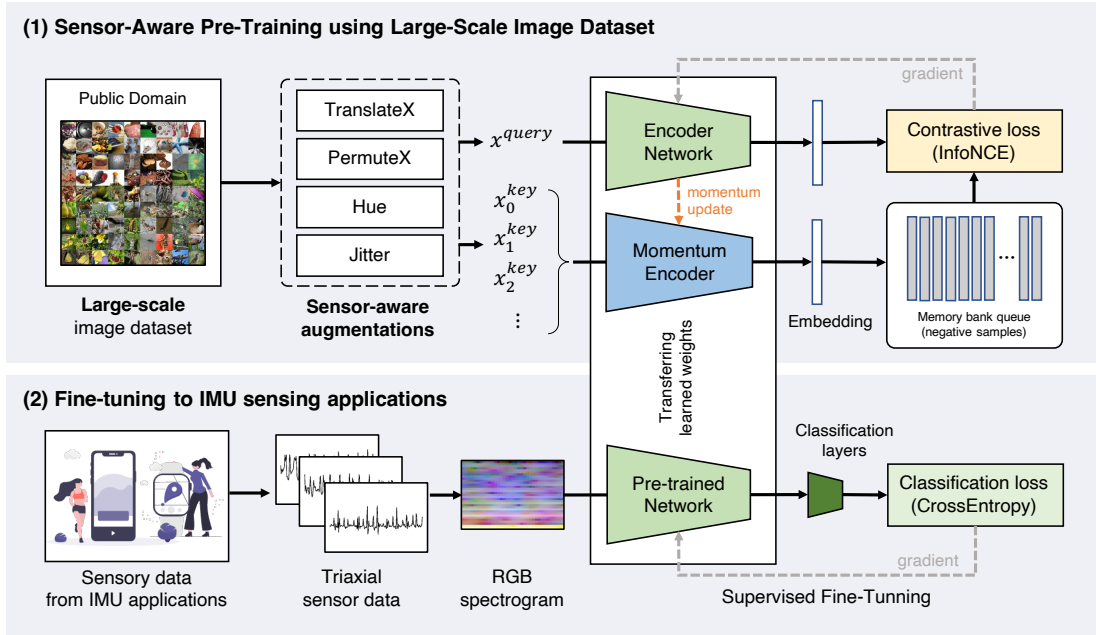 (1) Sensor-Aware Pre-Training using Large-Scale Image Dataset
Public Domain
Large-scale
image dataset
TranslateX
PermuteX
Hue
Jitter
Sensor-aware
augmentations
x^{query}
x_0^{key}
x_1^{key}
x_2^{key}
⋮
Encoder
Network
momentum
update
Momentum
Encoder
Embedding
gradient
Contrastive loss
(InfoNCE)
...
Memory bank queue
(negative samples)
Transferring
learned weights
(2) Fine-tuning to IMU sensing applications
Sensory data
from IMU applications
Triaxial
sensor data
RGB
spectrogram
Pre-trained
Network
Classification
layers
Classification loss
(CrossEntropy)
gradient
Supervised Fine-Tunning